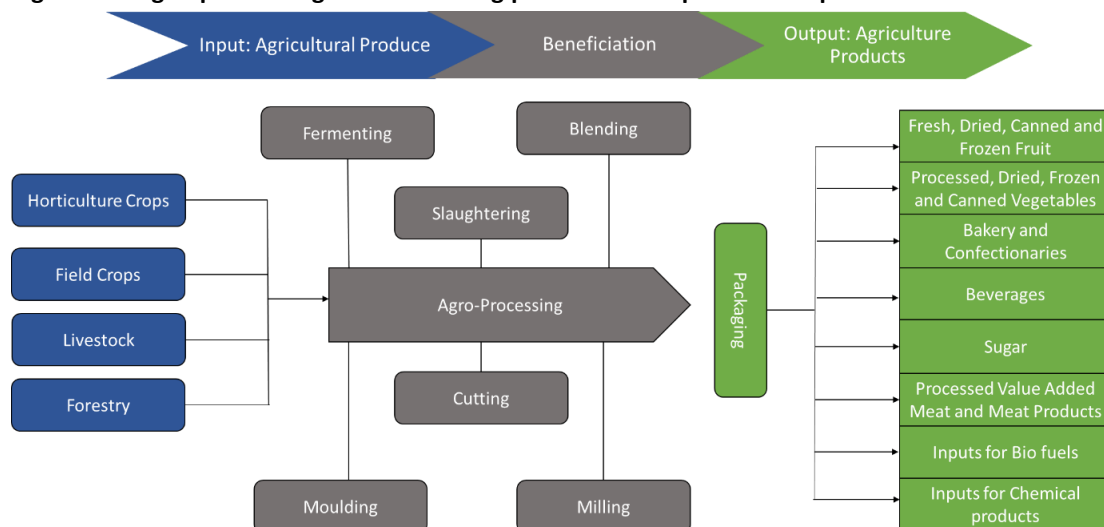 Input: Agricultural Produce
Beneficiation
Output: Agriculture
Products
Fermenting
Blending
Fresh, Dried, Canned and
Frozen Fruit
Horticulture Crops
Slaughtering
Processed, Dried, Frozen
and Canned Vegetables
Bakery and
Confectionaries
Field Crops
Agro-Processing
Packaging
Beverages
Livestock
Sugar
Forestry
Cutting
Processed Value Added
Meat and Meat Products
Inputs for Bio fuels
Moulding
Milling
Inputs for Chemical
products